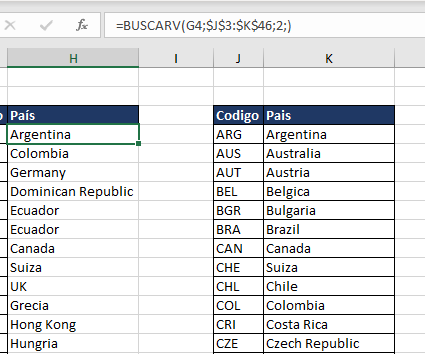 fx =BUSCARV(G4;$J$3:$K$46;2;)
H I J K
o País Codigo Pais
Argentina ARG Argentina
Colombia AUS Australia
Germany AUT Austria
Dominican Republic BEL Belgica
Ecuador BGR Bulgaria
Ecuador BRA Brazil
Canada CAN Canada
Suiza CHE Suiza
UK CHL Chile
Grecia COL Colombia
Hong Kong CRI Costa Rica
Hungria CZE Czech Republic